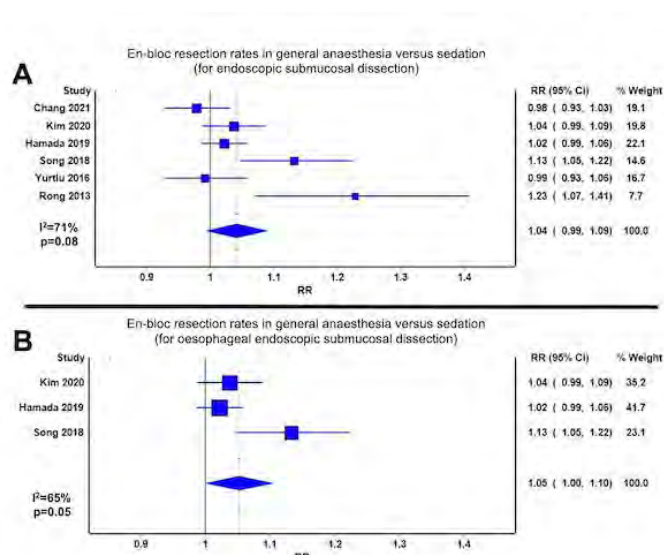 En-bloc resection rates in general anaesthesia versus sedation
(for endoscopic submucosal dissection)
A
Study RR (95% Ci) % Weight
Chang 2021 0.98 ( 0.93, 1.03) 19.1
Kim 2020 1.04 ( 0.99, 1.09) 19.8
Hamada 2019 1.02 ( 0.99, 1.06) 22.1
Song 2018 1.13 ( 1.05, 1.22) 14.6
Yurtlu 2016 0.99 ( 0.93, 1.06) 16.7
Rong 2013 1.23 ( 1.07, 1.41) 7.7
I²=71% 1.04 ( 0.99, 1.09) 100.0
p=0.08
0.9 1 1.1 1.2 1.3 1.4
RR
En-bloc resection rates in general anaesthesia versus sedation
(for oesophageal endoscopic submucosal dissection)
B
Study RR (95% Ci) % Weight
Kim 2020 1.04 ( 0.99, 1.09) 35.2
Hamada 2019 1.02 ( 0.99, 1.06) 41.7
Song 2018 1.13 ( 1.05, 1.22) 23.1
I²=65% 1.05 ( 1.00, 1.10) 100.0
p=0.05
0.9 1 1.1 1.2 1.3 1.4
RR